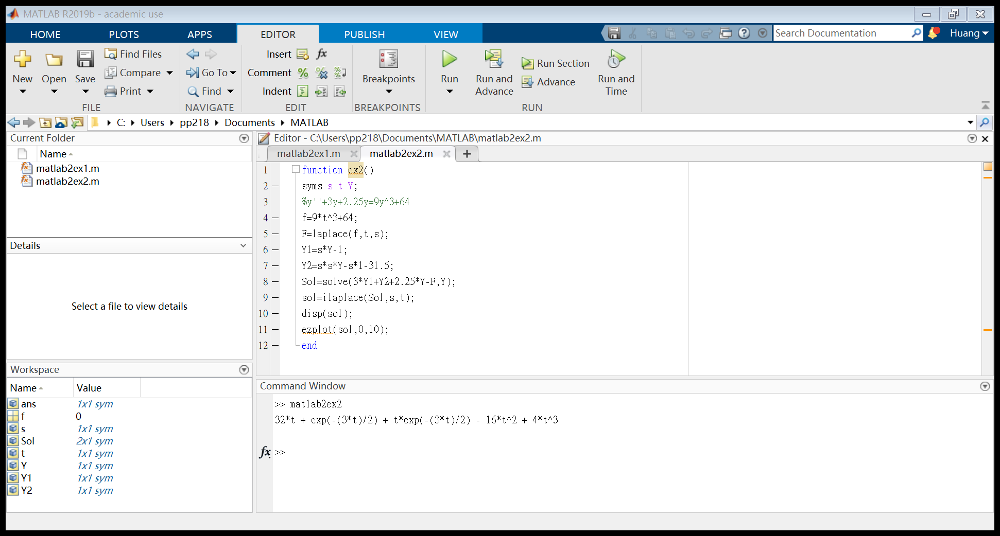 MATLAB R2019b - academic use
HOME PLOTS APPS EDITOR PUBLISH VIEW Search Documentation Huang
New Open Save Find Files Compare Print
FILE
Go To Find
NAVIGATE
Insert fx
Comment
Indent
EDIT
Breakpoints
BREAKPOINTS
Run Run and Advance Run Section Advance Run and Time
RUN
C: Users pp218 Documents MATLAB
Current Folder
Name
matlab2ex1.m
matlab2ex2.m
Details
Select a file to view details
Workspace
Name Value
ans 1x1 sym
f 0
s 1x1 sym
Sol 2x1 sym
t 1x1 sym
Y 1x1 sym
Y1 1x1 sym
Y2 1x1 sym
Editor - C:\Users\pp218\Documents\MATLAB\matlab2ex2.m
matlab2ex1.m matlab2ex2.m
1 function ex2()
2 syms s t Y;
3 %y''+3y+2.25y=9y^3+64
4 f=9*t^3+64;
5 F=laplace(f,t,s);
6 Y1=s*Y-1;
7 Y2=s*s*Y-s*1-31.5;
8 Sol=solve(3*Y1+Y2+2.25*Y-F,Y);
9 sol=ilaplace(Sol,s,t);
10 disp(sol);
11 ezplot(sol,0,10);
12 end
Command Window
>> matlab2ex2
32*t + exp(-(3*t)/2) + t*exp(-(3*t)/2) - 16*t^2 + 4*t^3
fx >>